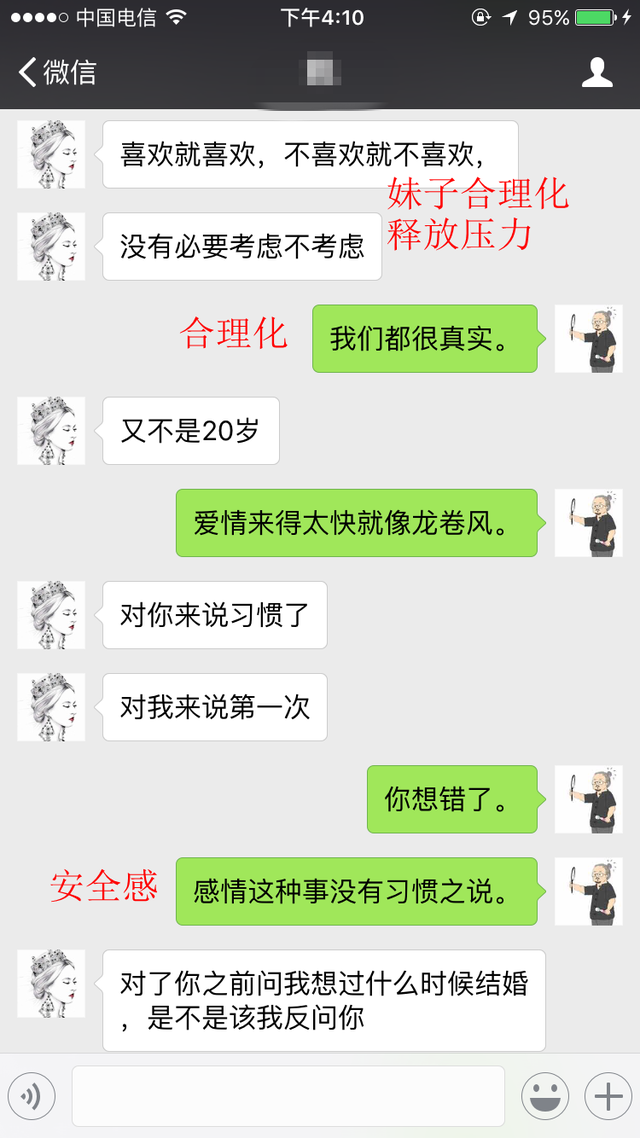 中国电信 下午4:10 95%
微信
喜欢就喜欢，不喜欢就不喜欢，
妹子合理化
释放压力
没有必要考虑不考虑
合理化
我们都很真实。
又不是20岁
爱情来得太快就像龙卷风。
对你来说习惯了
对我来说第一次
你想错了。
安全感
感情这种事没有习惯之说。
对了你之前问我想过什么时候结婚
，是不是该我反问你